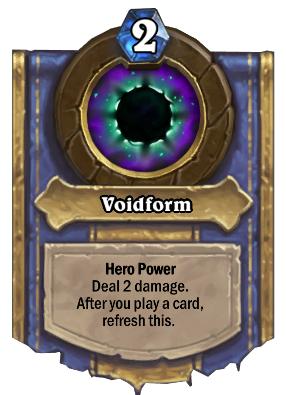 2
Voidform
Hero Power
Deal 2 damage.
After you play a card,
refresh this.